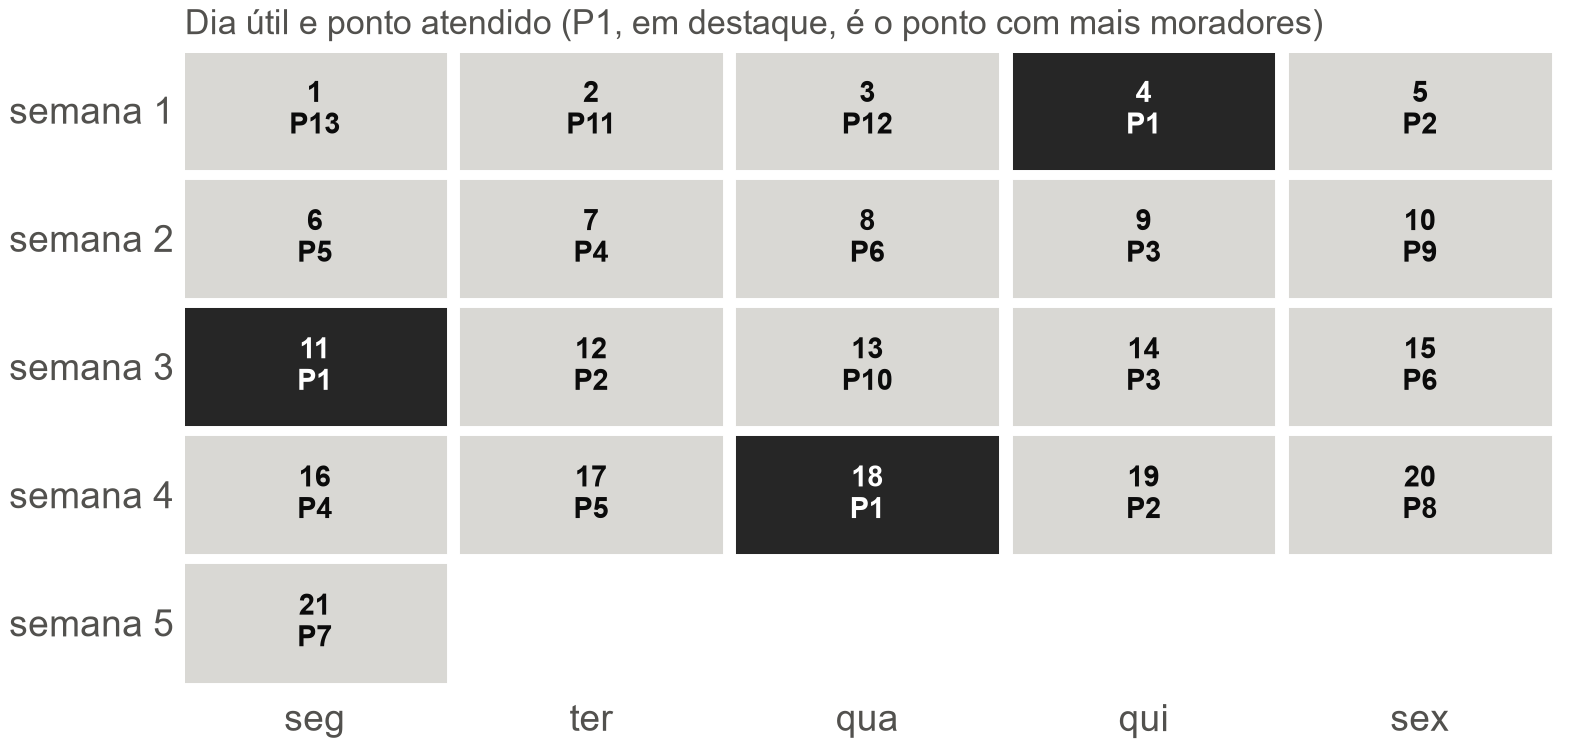 Dia útil e ponto atendido (P1, em destaque, é o ponto com mais moradores)
semana 1
1
P13
2
P11
3
P12
4
P1
5
P2
semana 2
6
P5
7
P4
8
P6
9
P3
10
P9
semana 3
11
P1
12
P2
13
P10
14
P3
15
P6
semana 4
16
P4
17
P5
18
P1
19
P2
20
P8
semana 5
21
P7
seg
ter
qua
qui
sex